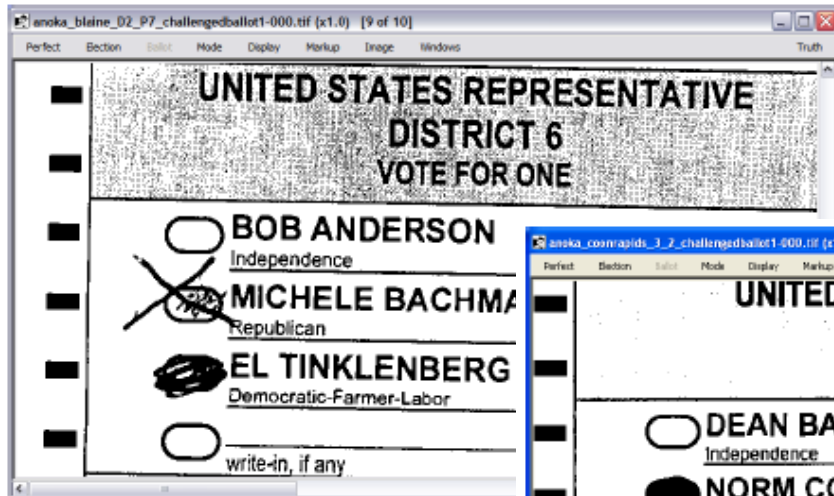 anoka_blaine_D2_P7_challengedballot1-000.tif (x1.0) [9 of 10]
Perfect Election Ballot Mode Display Markup Image Windows Truth
UNITED STATES REPRESENTATIVE
DISTRICT 6
VOTE FOR ONE
BOB ANDERSON
Independence
MICHELE BACHMA
Republican
EL TINKLENBERG
Democratic-Farmer-Labor
write-in, if any
anoka_coonrapids_3_2_challengedballot1-000.tif (x
Perfect Election Ballot Mode Display Markup
UNITED
DEAN BA
Independence
NORM CO